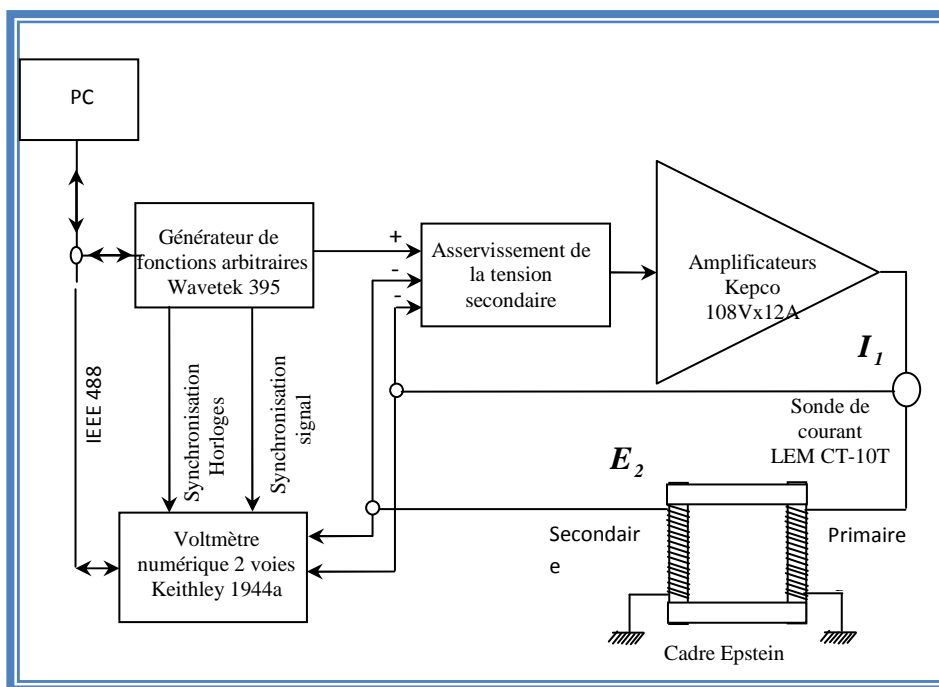 PC
Générateur de
fonctions arbitraires
Wavetek 395
+
-
-
Asservissement de
la tension
secondaire
Amplificateurs
Kepco
108Vx12A
I1
IEEE 488
Synchronisation
Horloges
Synchronisation
signal
Sonde de
courant
LEM CT-10T
E2
Voltmètre
numérique 2 voies
Keithley 1944a
Secondair
e
Primaire
Cadre Epstein